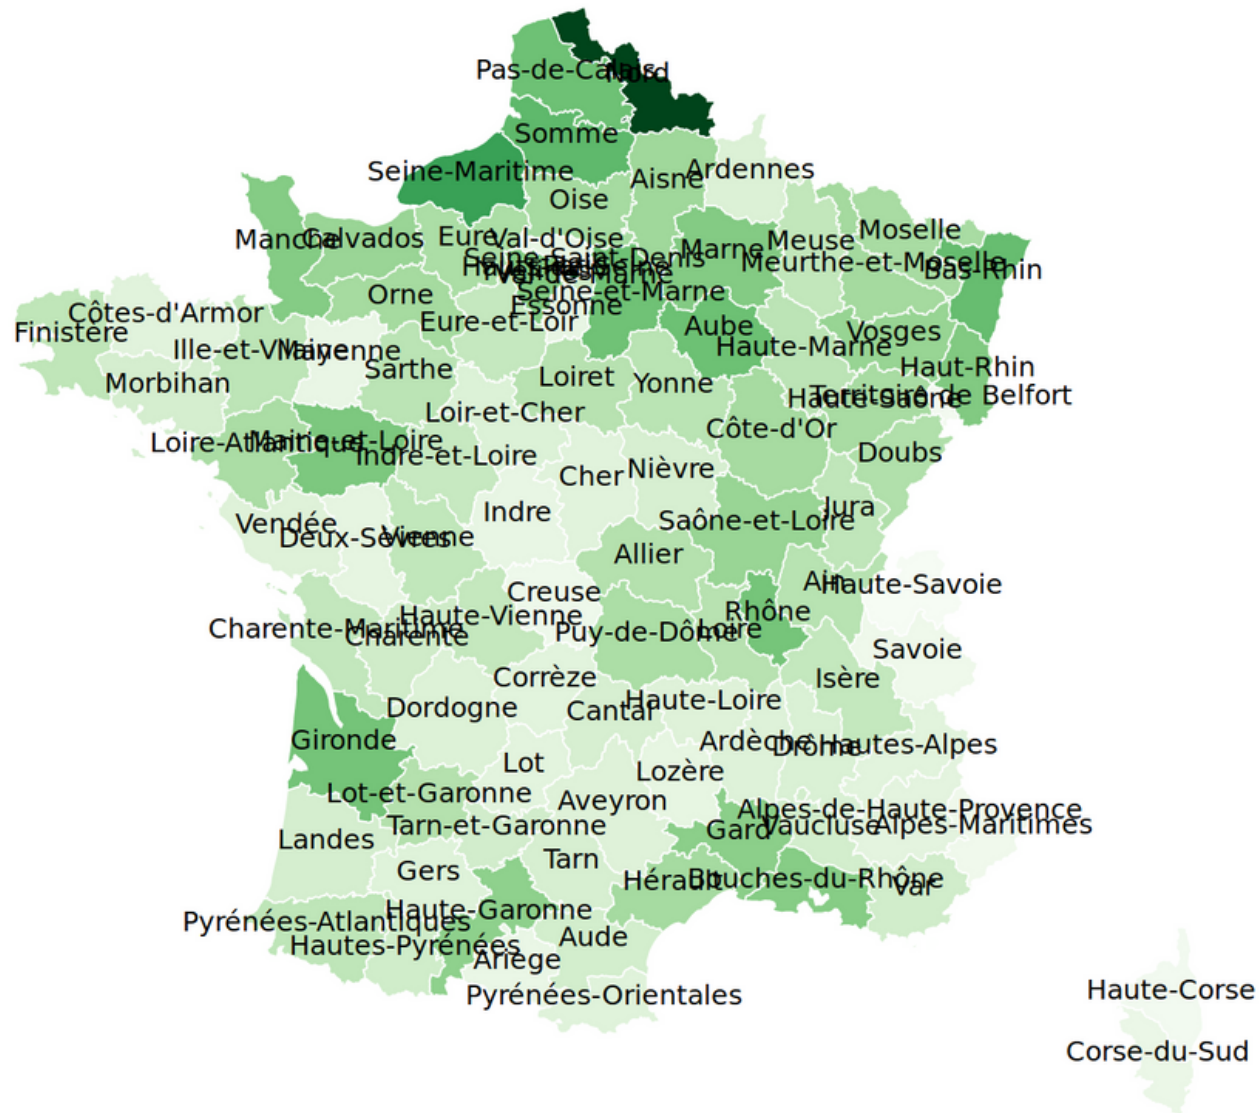 Pas-de-Calais
Nord
Somme
Seine-Maritime
Ardennes
Aisne
Oise
Moselle
Manche
Calvados
Eure
Val-d'Oise
Marne
Meuse
Seine-Saint-Denis
Meurthe-et-Moselle
Bas-Rhin
Val-de-Marne
Seine-et-Marne
Orne
Essonne
Côtes-d'Armor
Finistère
Eure-et-Loir
Aube
Vosges
Haute-Marne
Ille-et-Vilaine
Mayenne
Sarthe
Haut-Rhin
Morbihan
Loiret
Yonne
Haute-Saône
Territoire de Belfort
Loir-et-Cher
Côte-d'Or
Loire-Atlantique
Maine-et-Loire
Indre-et-Loire
Doubs
Cher
Nièvre
Indre
Jura
Vendée
Saône-et-Loire
Deux-Sèvres
Vienne
Allier
Ain
Haute-Savoie
Creuse
Rhône
Haute-Vienne
Charente-Maritime
Charente
Puy-de-Dôme
Loire
Savoie
Corrèze
Isère
Dordogne
Cantal
Haute-Loire
Gironde
Ardèche
Drôme
Hautes-Alpes
Lot
Lozère
Lot-et-Garonne
Aveyron
Alpes-de-Haute-Provence
Tarn-et-Garonne
Gard
Vaucluse
Alpes-Maritimes
Landes
Tarn
Gers
Hérault
Bouches-du-Rhône
Var
Haute-Garonne
Pyrénées-Atlantiques
Hautes-Pyrénées
Aude
Ariège
Pyrénées-Orientales
Haute-Corse
Corse-du-Sud